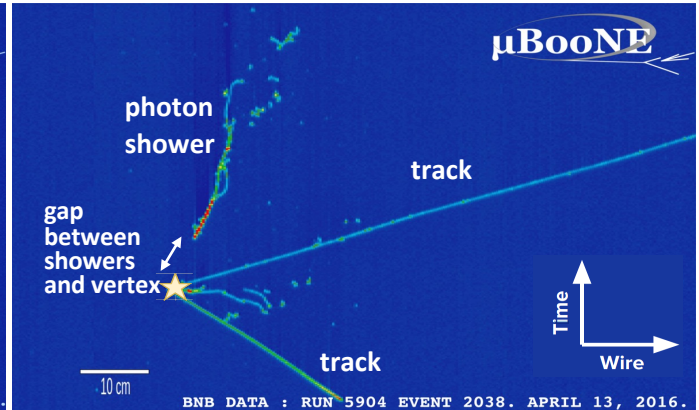 μBooNE
photon
shower
track
gap
between
showers
and vertex
track
Time
Wire
10 cm
BNB DATA : RUN 5904 EVENT 2038. APRIL 13, 2016.